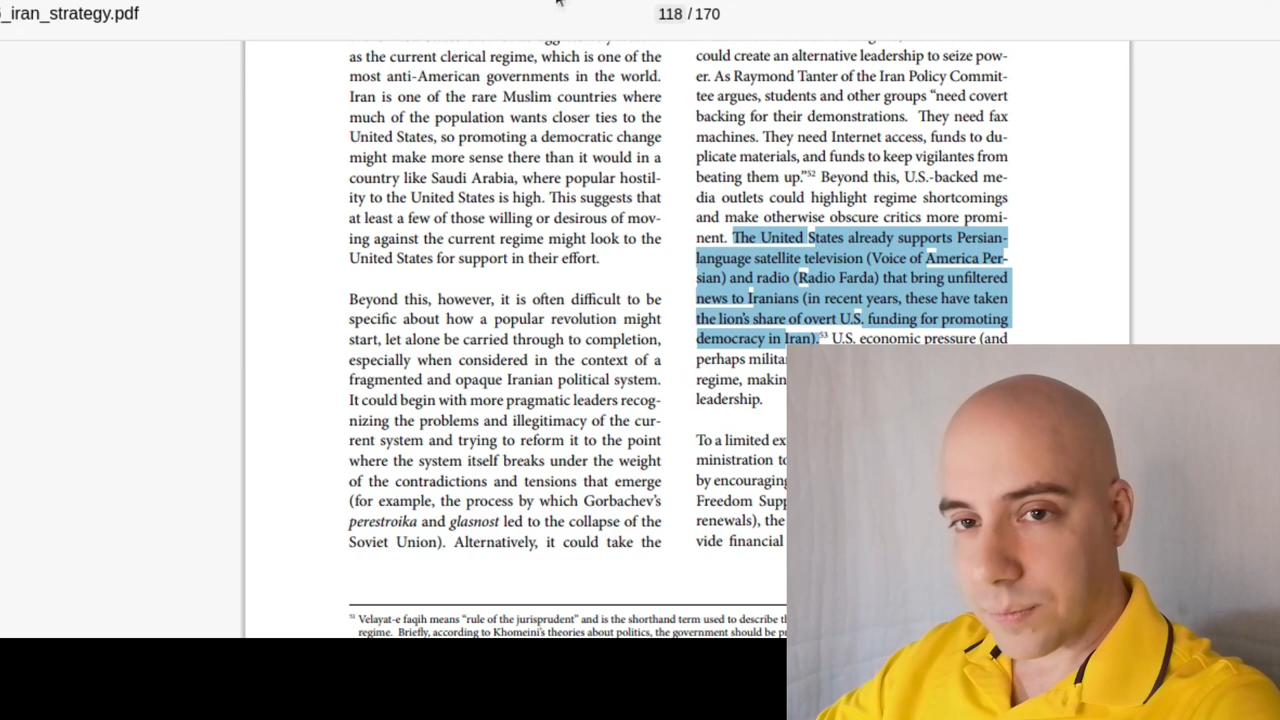 _iran_strategy.pdf
118 / 170
as the current clerical regime, which is one of the
most anti-American governments in the world.
Iran is one of the rare Muslim countries where
much of the population wants closer ties to the
United States, so promoting a democratic change
might make more sense there than it would in a
country like Saudi Arabia, where popular hostil-
ity to the United States is high. This suggests that
at least a few of those willing or desirous of mov-
ing against the current regime might look to the
United States for support in their effort.
Beyond this, however, it is often difficult to be
specific about how a popular revolution might
start, let alone be carried through to completion,
especially when considered in the context of a
fragmented and opaque Iranian political system.
It could begin with more pragmatic leaders recog-
nizing the problems and illegitimacy of the cur-
rent system and trying to reform it to the point
where the system itself breaks under the weight
of the contradictions and tensions that emerge
(for example, the process by which Gorbachev's
perestroika and glasnost led to the collapse of the
Soviet Union). Alternatively, it could take the
could create an alternative leadership to seize pow-
er. As Raymond Tanter of the Iran Policy Commit-
tee argues, students and other groups “need covert
backing for their demonstrations. They need fax
machines. They need Internet access, funds to du-
plicate materials, and funds to keep vigilantes from
beating them up.”52 Beyond this, U.S.-backed me-
dia outlets could highlight regime shortcomings
and make otherwise obscure critics more promi-
nent. The United States already supports Persian-
language satellite television (Voice of America Per-
sian) and radio (Radio Farda) that bring unfiltered
news to Iranians (in recent years, these have taken
the lion's share of overt U.S. funding for promoting
democracy in Iran).53 U.S. economic pressure (and
perhaps milita
regime, makin
leadership.
To a limited ex
ministration to
by encouraging
Freedom Supp
renewals), the
vide financial
51 Velayat-e faqih means “rule of the jurisprudent” and is the shorthand term used to describe t
regime. Briefly, according to Khomeini's theories about politics, the government should be p